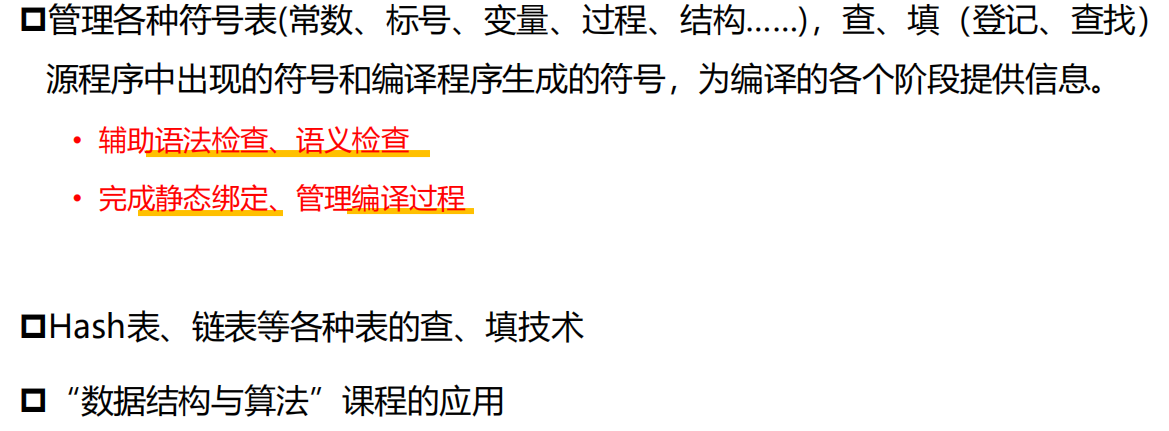 管理各种符号表(常数、标号、变量、过程、结构……)，查、填（登记、查找）
源程序中出现的符号和编译程序生成的符号，为编译的各个阶段提供信息。
• 辅助语法检查、语义检查
• 完成静态绑定、管理编译过程
Hash表、链表等各种表的查、填技术
“数据结构与算法”课程的应用